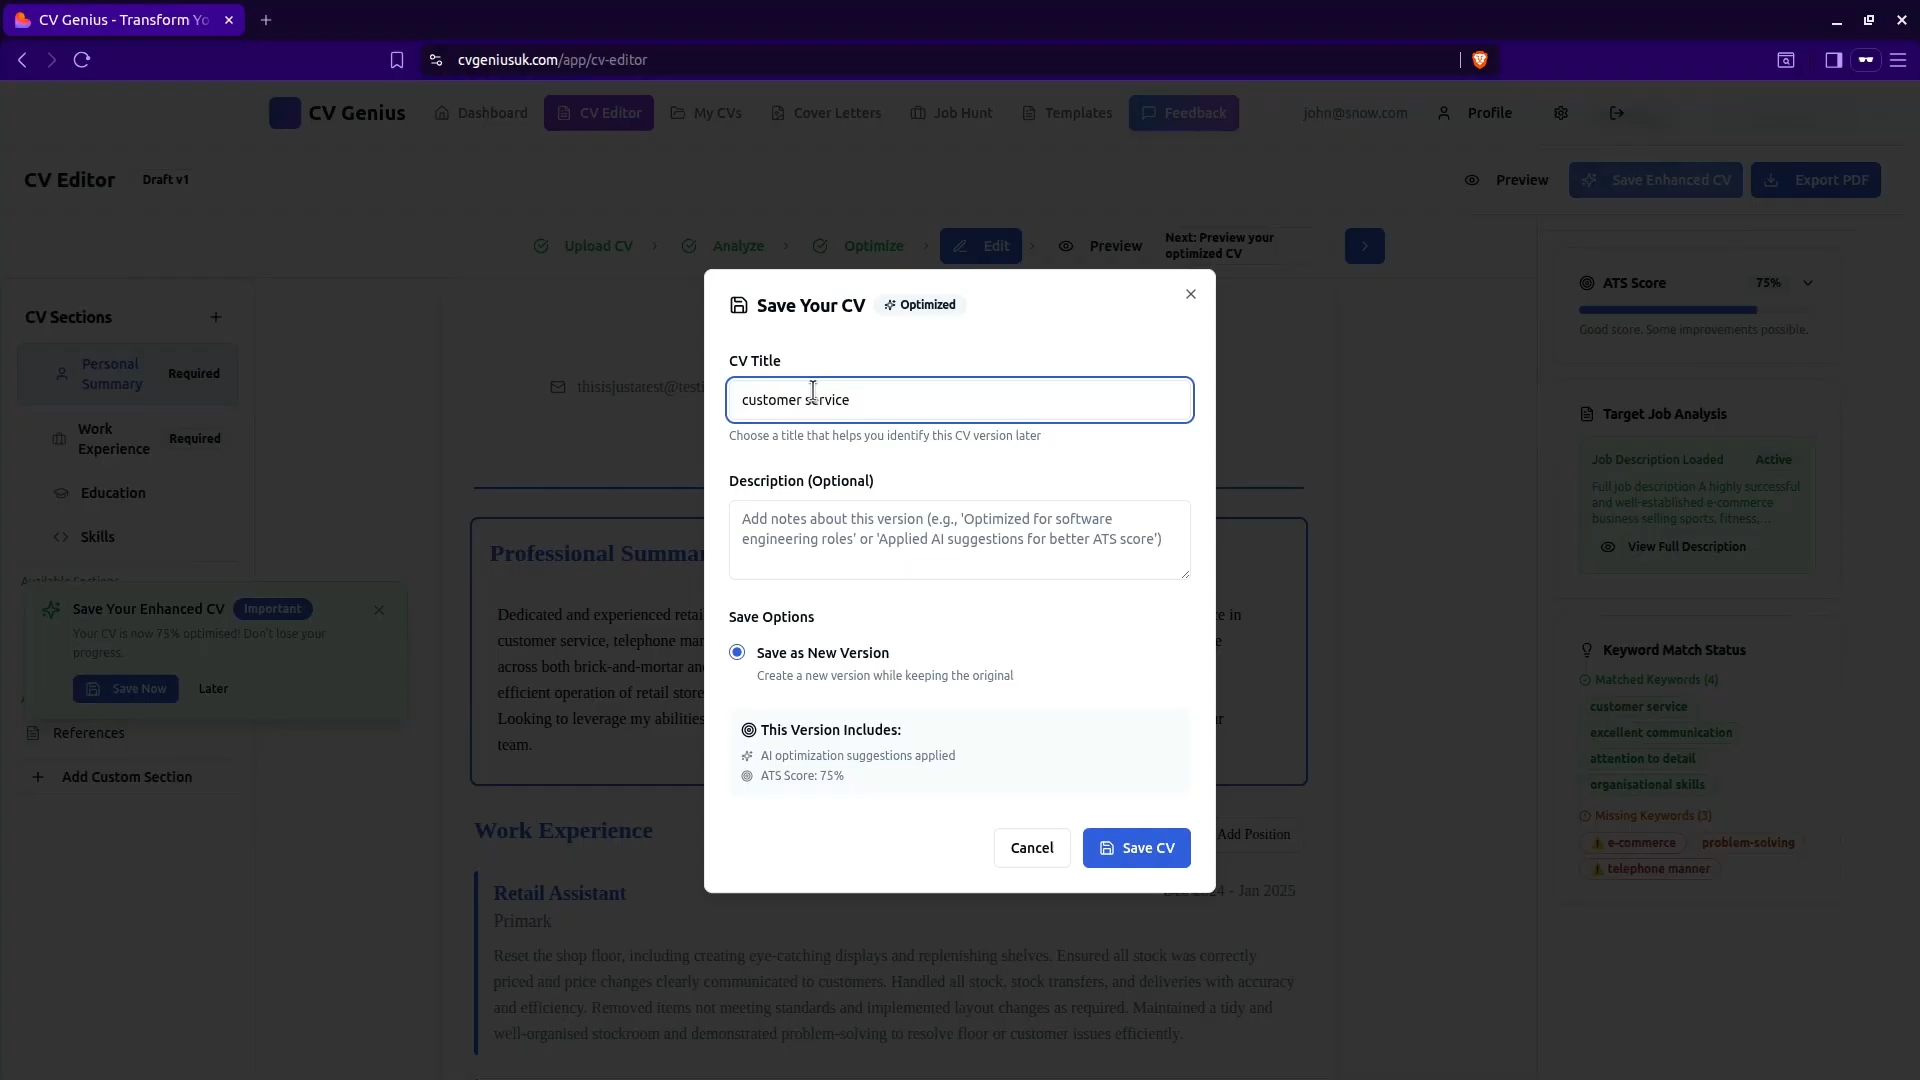 CV Genius - Transform Yo
cvgeniusuk.com/app/cv-editor
CV Genius
Dashboard
CV Editor
My CVs
Cover Letters
Job Hunt
Templates
Feedback
john@snow.com
Profile
CV Editor
Draft v1
Preview
Save Enhanced CV
Export PDF
Upload CV
Analyze
Optimize
Edit
Preview
Next: Preview your
optimized CV
CV Sections
Personal
Summary
Required
Work
Experience
Required
Education
Skills
Available Sections
Save Your Enhanced CV
Important
Your CV is now 75% optimised! Don't lose your
progress.
Save Now
Later
References
Add Custom Section
thisisjustatest@testi
Professional Summar
Dedicated and experienced retai
customer service, telephone man
across both brick-and-mortar and
efficient operation of retail store
Looking to leverage my abilities
team.
Work Experience
Add Position
Retail Assistant
- Jan 2025
Primark
Reset the shop floor, including creating eye-catching displays and replenishing shelves. Ensured all stock was correctly
priced and price changes clearly communicated to customers. Handled all stock, stock transfers, and deliveries with accuracy
and efficiency. Removed items not meeting standards and implemented layout changes as required. Maintained a tidy and
well-organised stockroom and demonstrated problem-solving to resolve floor or customer issues efficiently.
Save Your CV
Optimized
CV Title
customer service
Choose a title that helps you identify this CV version later
Description (Optional)
Add notes about this version (e.g., 'Optimized for software
engineering roles' or 'Applied AI suggestions for better ATS score')
Save Options
Save as New Version
Create a new version while keeping the original
This Version Includes:
AI optimization suggestions applied
ATS Score: 75%
Cancel
Save CV
ATS Score
75%
Good score. Some improvements possible.
Target Job Analysis
Job Description Loaded
Active
Full job description A highly successful
and well-established e-commerce
business selling sports, fitness,...
View Full Description
Keyword Match Status
Matched Keywords (4)
customer service
excellent communication
attention to detail
organisational skills
Missing Keywords (3)
e-commerce
problem-solving
telephone manner